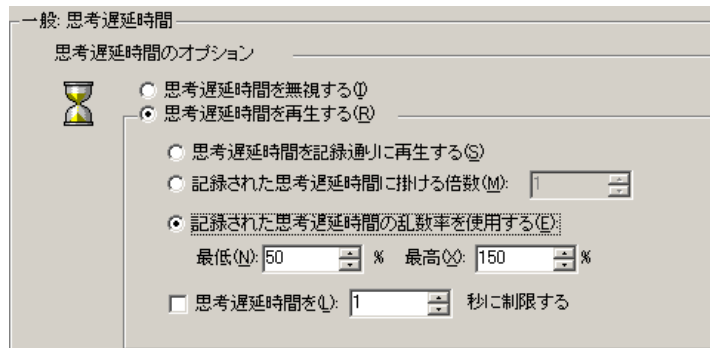 一般: 思考遅延時間
思考遅延時間のオプション
思考遅延時間を無視する(I)
思考遅延時間を再生する(R)
思考遅延時間を記録通りに再生する(S)
記録された思考遅延時間に掛ける倍数(M): 1
記録された思考遅延時間の乱数率を使用する(E):
最低(N): 50 % 最高(X): 150 %
思考遅延時間を(L): 1 秒に制限する